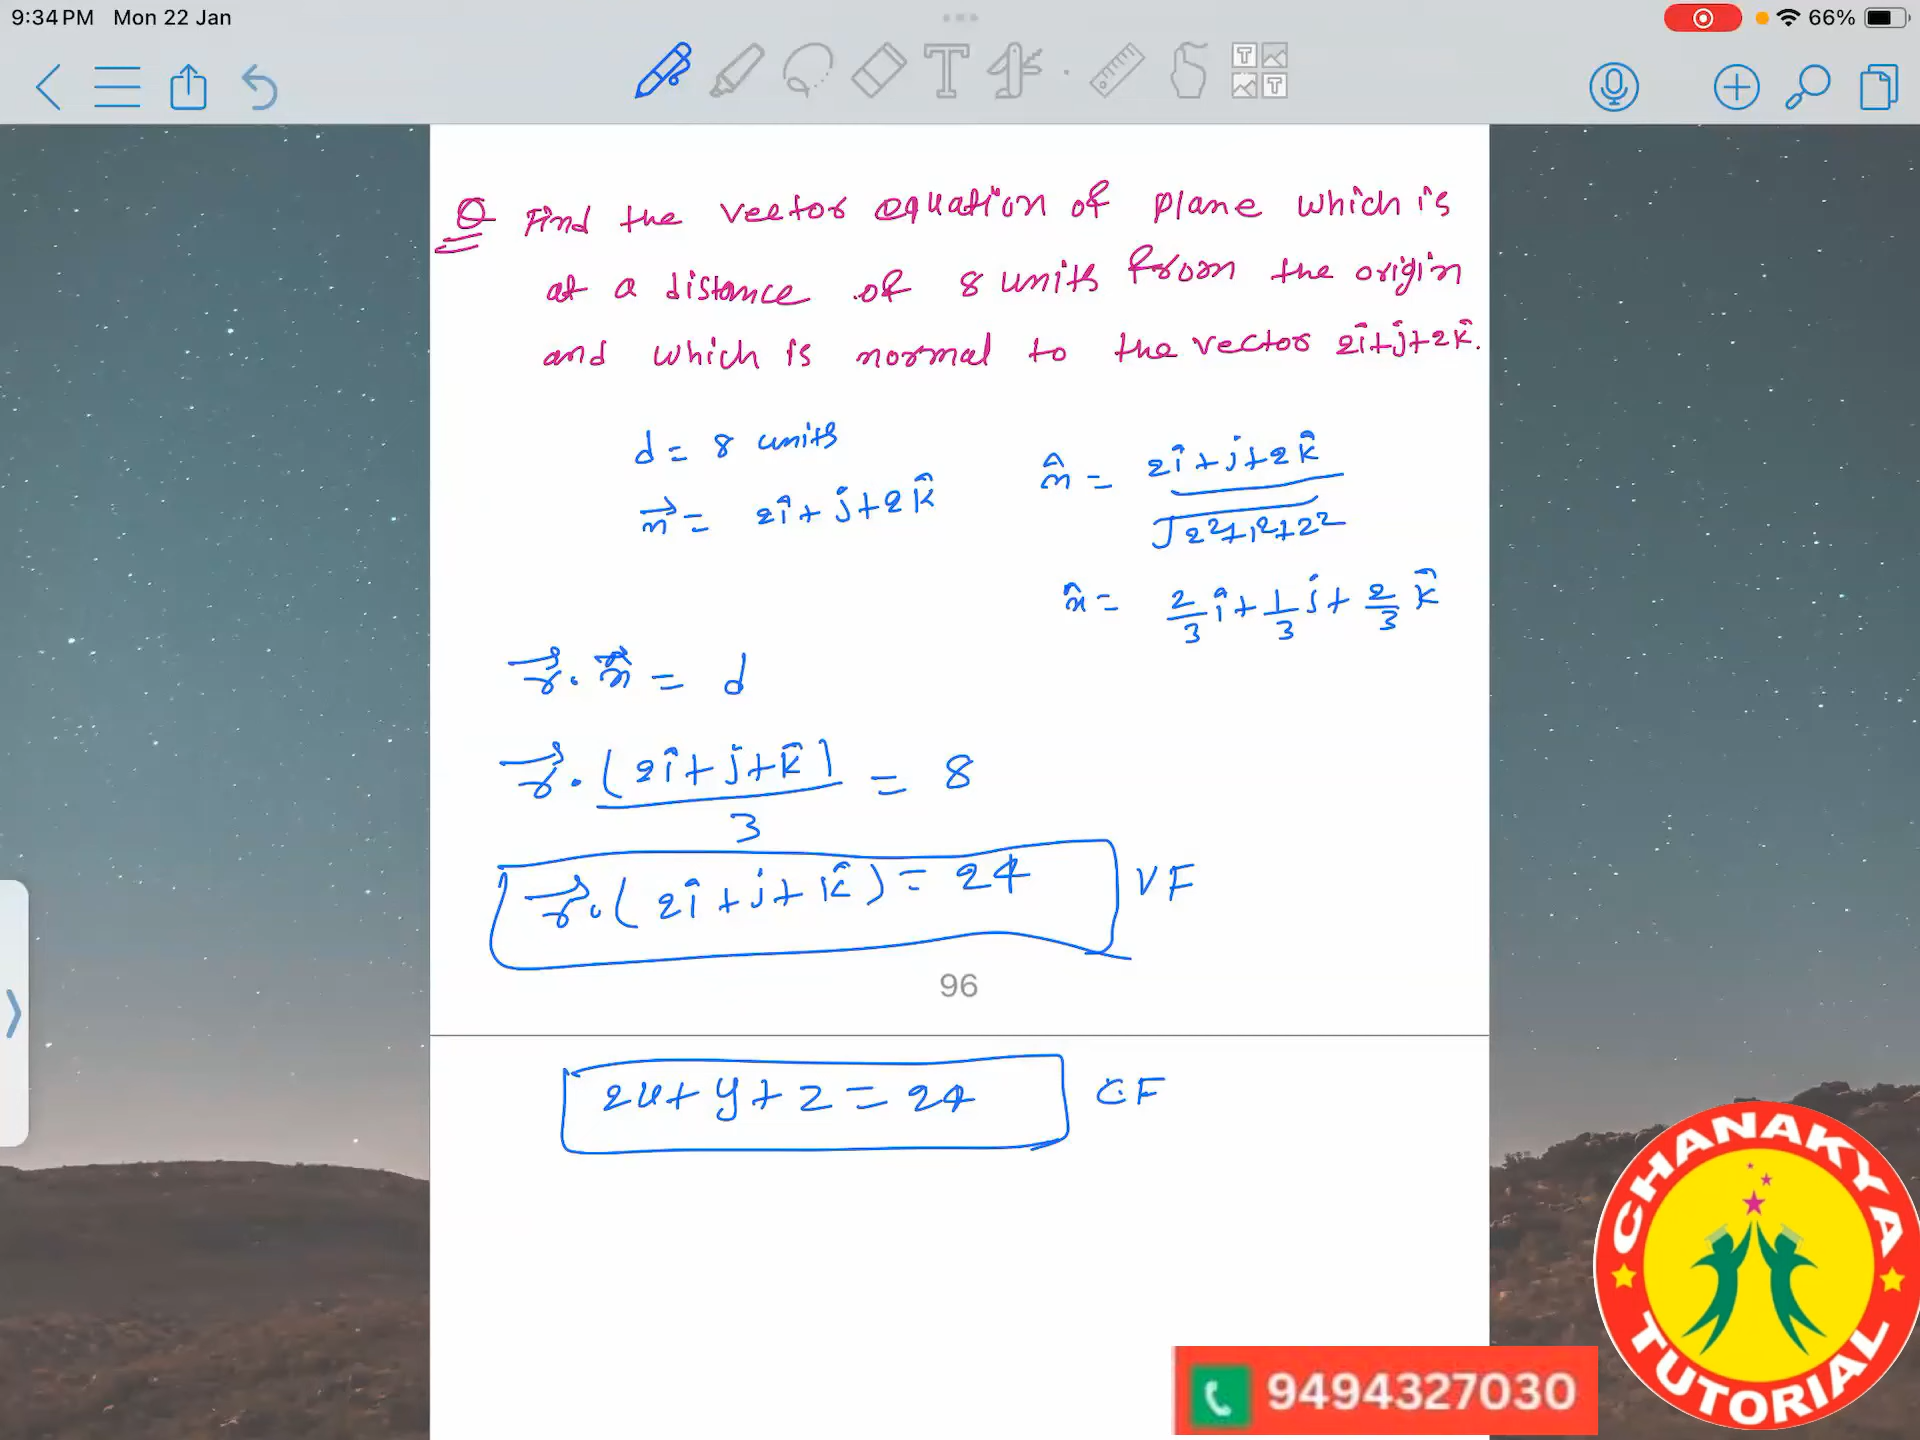 9:34 PM Mon 22 Jan
66%
Q Find the vector equation of plane which is
at a distance of 8 units from the origin
and which is normal to the vector 2î+ĵ+2k̂.
d = 8 units
n⃗ = 2î+ĵ+2k̂
n̂ = 2î+ĵ+2k̂ / √2²+1²+2²
n̂ = 2/3 î + 1/3 ĵ + 2/3 k̂
r⃗ · n̂ = d
r⃗ · (2î+ĵ+k̂) / 3 = 8
r⃗ · (2î+ĵ+k̂) = 24 VF
96
2x+y+z=24 CF
CHANAKYA
TUTORIAL
9494327030